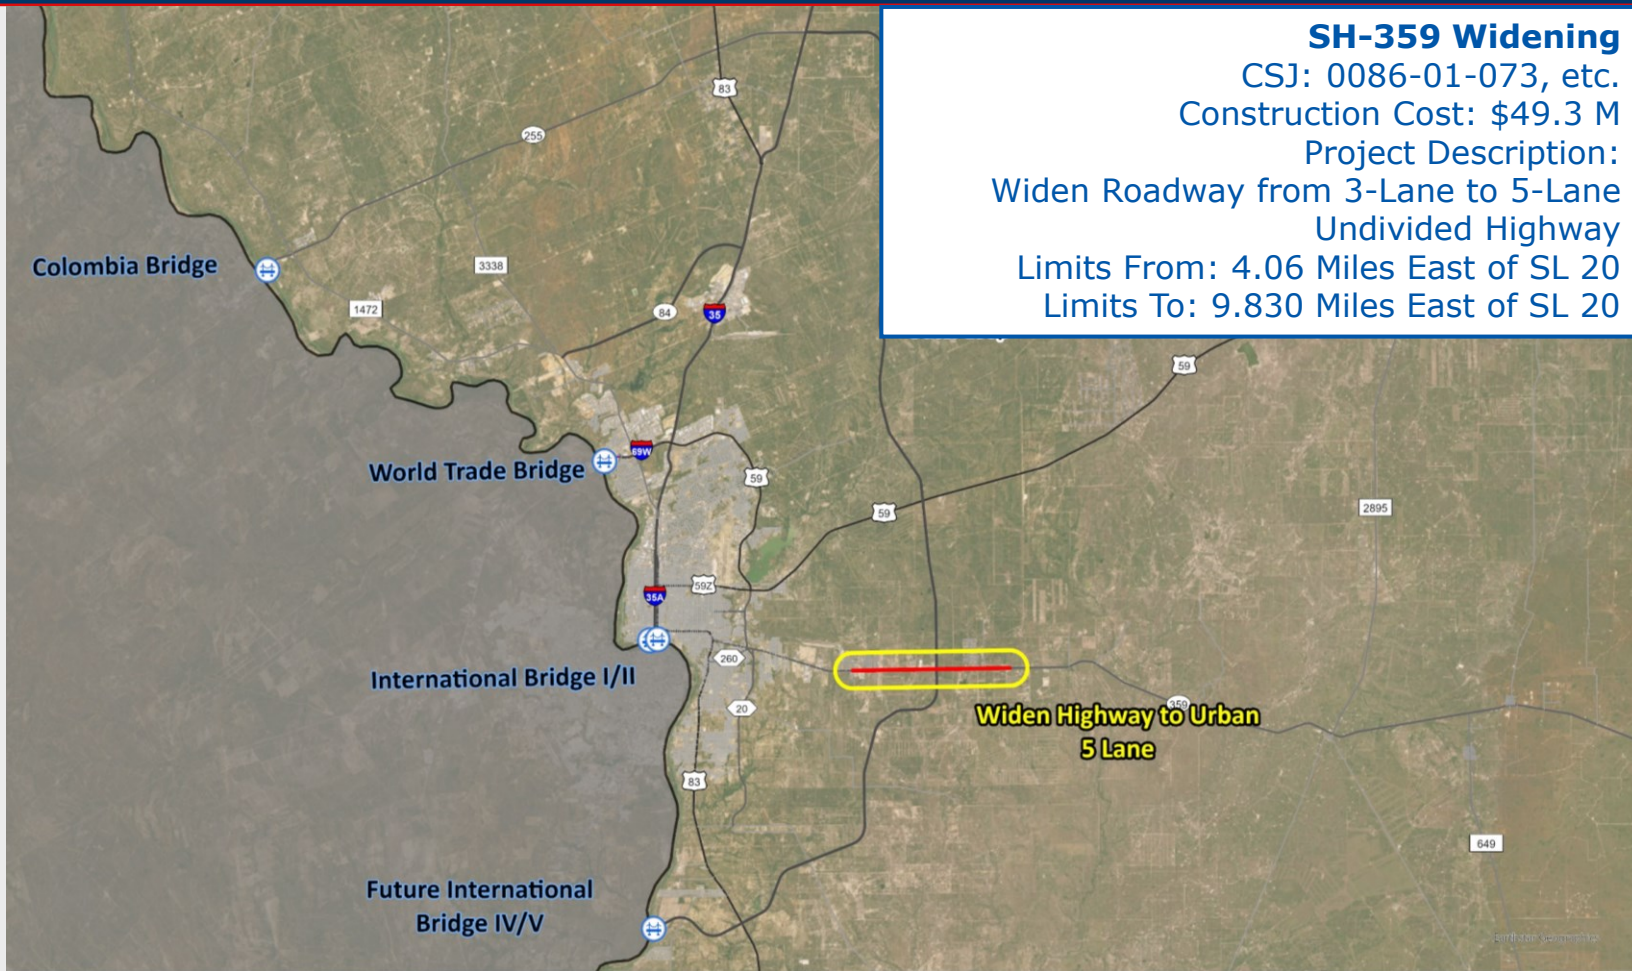 SH-359 Widening
CSJ: 0086-01-073, etc.
Construction Cost: $49.3 M
Project Description:
Widen Roadway from 3-Lane to 5-Lane
Undivided Highway
Limits From: 4.06 Miles East of SL 20
Limits To: 9.830 Miles East of SL 20
83
255
Colombia Bridge
3338
1472
84
35
59
World Trade Bridge
69W
59
59
2895
35A
59Z
International Bridge I/II
260
20
359
Widen Highway to Urban
5 Lane
83
649
Future International
Bridge IV/V